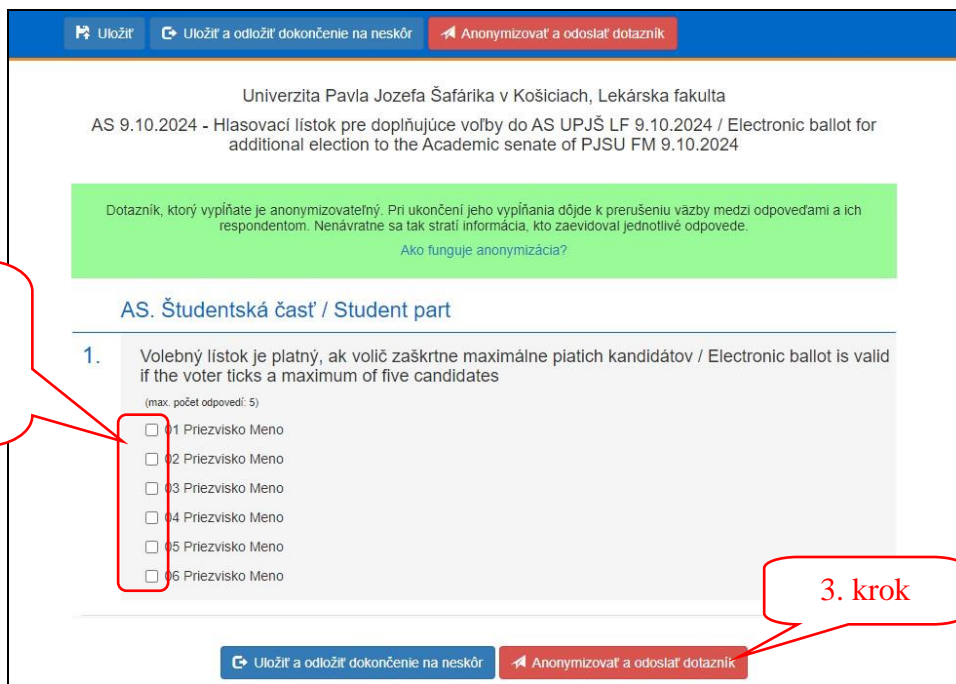 Uložiť Uložiť a odložiť dokončenie na neskôr Anonymizovať a odoslať dotazník
Univerzita Pavla Jozefa Šafárika v Košiciach, Lekárska fakulta
AS 9.10.2024 - Hlasovací lístok pre doplňujúce voľby do AS UPJŠ LF 9.10.2024 / Electronic ballot for
additional election to the Academic senate of PJSU FM 9.10.2024
Dotazník, ktorý vypĺňate je anonymizovateľný. Pri ukončení jeho vypĺňania dôjde k prerušeniu väzby medzi odpoveďami a ich
respondentom. Nenávratne sa tak stratí informácia, kto zaevidoval jednotlivé odpovede.
Ako funguje anonymizácia?
AS. Študentská časť / Student part
1. Volebný lístok je platný, ak volič zaškrtne maximálne piatich kandidátov / Electronic ballot is valid
if the voter ticks a maximum of five candidates
(max. počet odpovedí: 5)
01 Priezvisko Meno
02 Priezvisko Meno
03 Priezvisko Meno
04 Priezvisko Meno
05 Priezvisko Meno
06 Priezvisko Meno
3. krok
Uložiť a odložiť dokončenie na neskôr Anonymizovať a odoslať dotazník